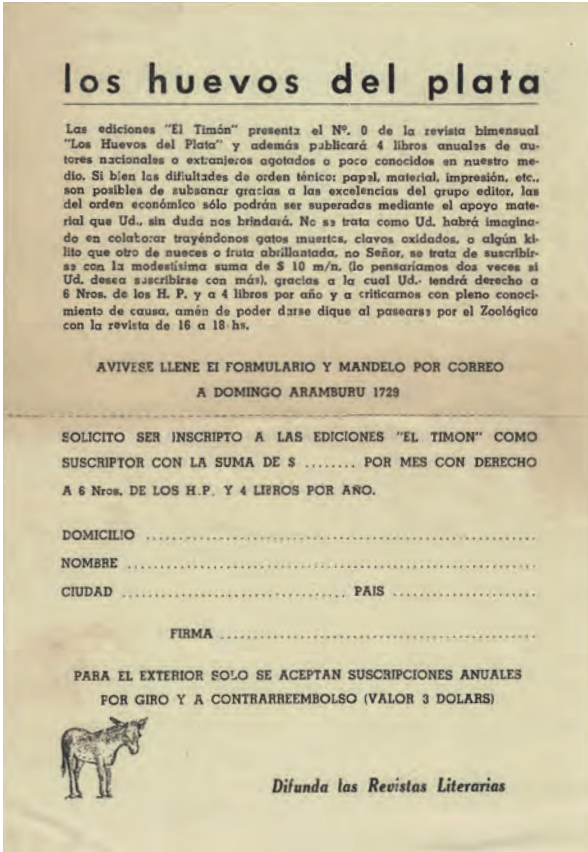 los huevos del plata
Las ediciones "El Timón" presenta el Nº. 0 de la revista bimensual
"Los Huevos del Plata" y además publicará 4 libros anuales de au-
tores nacionales o extranjeros agotados o poco conocidos en nuestro me-
dio. Si bien las difiultades de orden ténico: papel, material, impresión, etc.,
son posibles de subsanar gracias a las excelencias del grupo editor, las
del orden económico sólo podrán ser superadas mediante el apoyo mate-
rial que Ud., sin duda nos brindará. No se trata como Ud. habrá imagina-
do en colaborar trayéndonos gatos muertos, clavos oxidados, o algún ki-
lito que otro de nueces o fruta abrillantada, no Señor, se trata de suscribir-
se con la modestísima suma de $ 10 m/n. (lo pensaríamos dos veces si
Ud. desea suscribirse con más), gracias a la cual Ud. tendrá derecho a
6 Nros. de los H. P. y a 4 libros por año y a criticarnos con pleno conoci-
miento de causa, amén de poder darse dique al pasearse por el Zoológico
con la revista de 16 a 18 hs.
AVIVESE LLENE El FORMULARIO Y MANDELO POR CORREO
A DOMINGO ARAMBURU 1729
SOLICITO SER INSCRIPTO A LAS EDICIONES "EL TIMON" COMO
SUSCRIPTOR CON LA SUMA DE $ ........ POR MES CON DERECHO
A 6 Nros. DE LOS H.P. Y 4 LIBROS POR AÑO.
DOMICILIO ........................................................
NOMBRE ...........................................................
CIUDAD ................................ PAIS ....................
FIRMA .............................................
PARA EL EXTERIOR SOLO SE ACEPTAN SUSCRIPCIONES ANUALES
POR GIRO Y A CONTRARREEMBOLSO (VALOR 3 DOLARS)
Difunda las Revistas Literarias